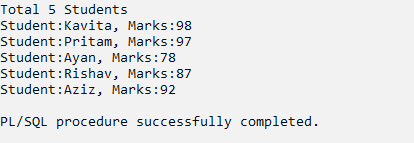 Total 5 Students
Student:Kavita, Marks:98
Student:Pritam, Marks:97
Student:Ayan, Marks:78
Student:Rishav, Marks:87
Student:Aziz, Marks:92
PL/SQL procedure successfully completed.